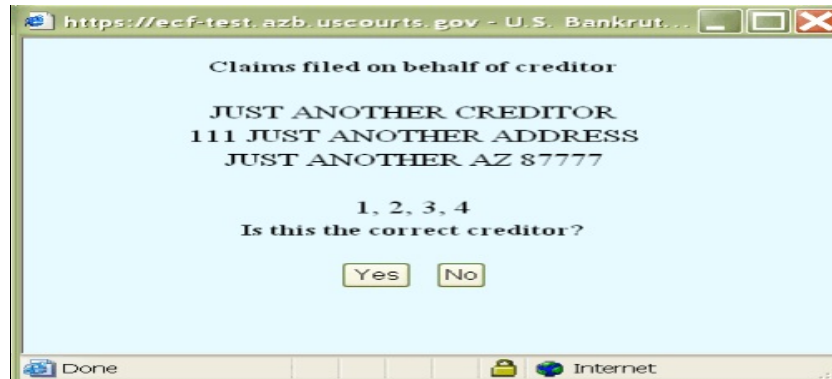 https://ecf-test.azb.uscourts.gov - U.S. Bankrut...
Claims filed on behalf of creditor
JUST ANOTHER CREDITOR
111 JUST ANOTHER ADDRESS
JUST ANOTHER AZ 87777
1, 2, 3, 4
Is this the correct creditor?
Yes No
Done Internet